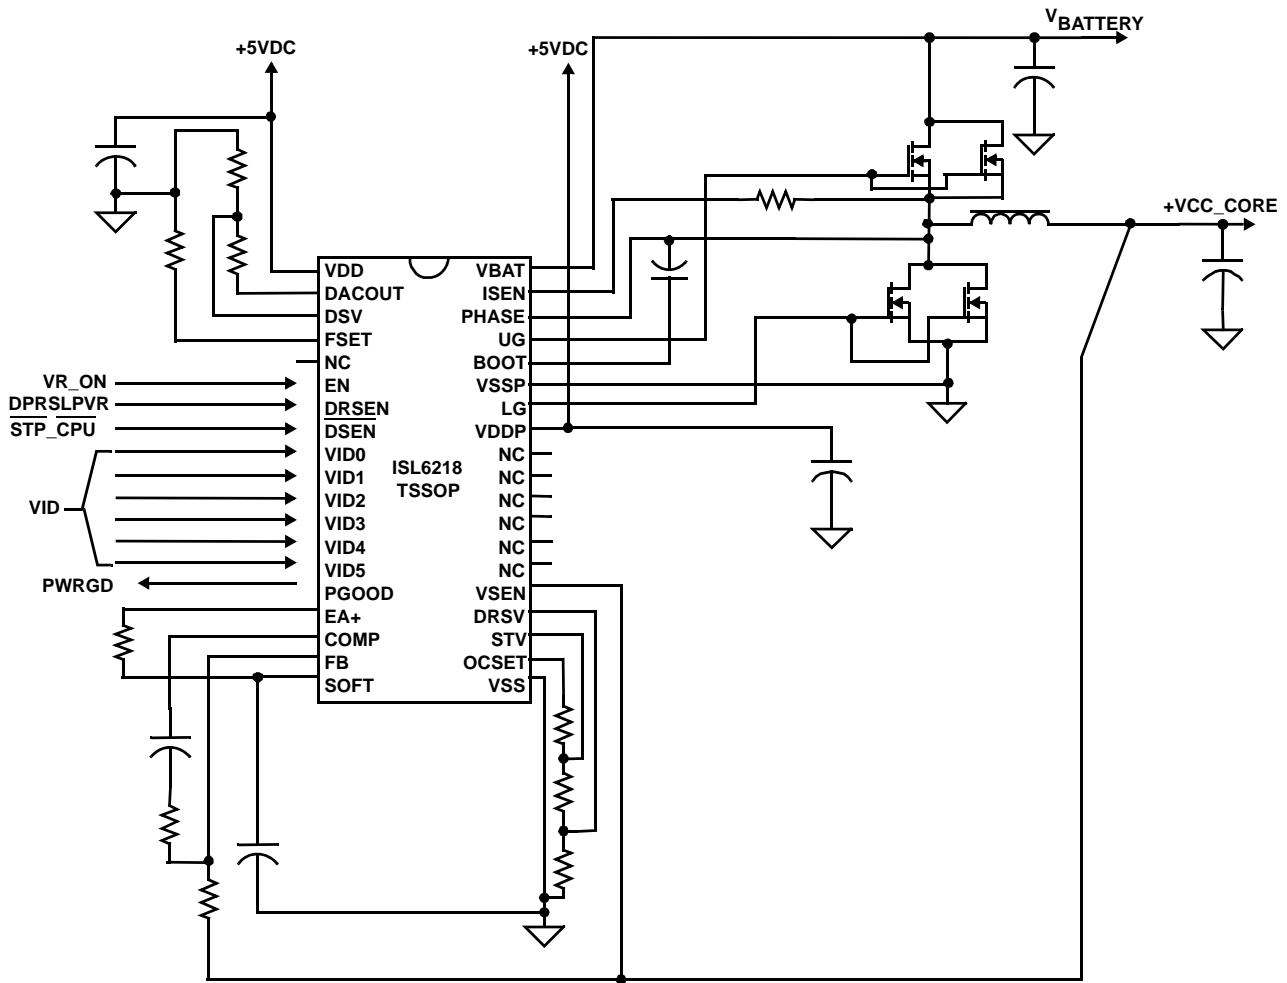 VBATTERY
+5VDC
+5VDC
+VCC_CORE
VDD
DACOUT
DSV
FSET
NC
EN
DRSEN
DSEN
VID0
VID1
VID2
VID3
VID4
VID5
PGOOD
EA+
COMP
FB
SOFT
ISL6218
TSSOP
VBAT
ISEN
PHASE
UG
BOOT
VSSP
LG
VDDP
NC
NC
NC
NC
NC
NC
VSEN
DRSV
STV
OCSET
VSS
VR_ON
DPRSLPVR
STP_CPU
VID
PWRGD